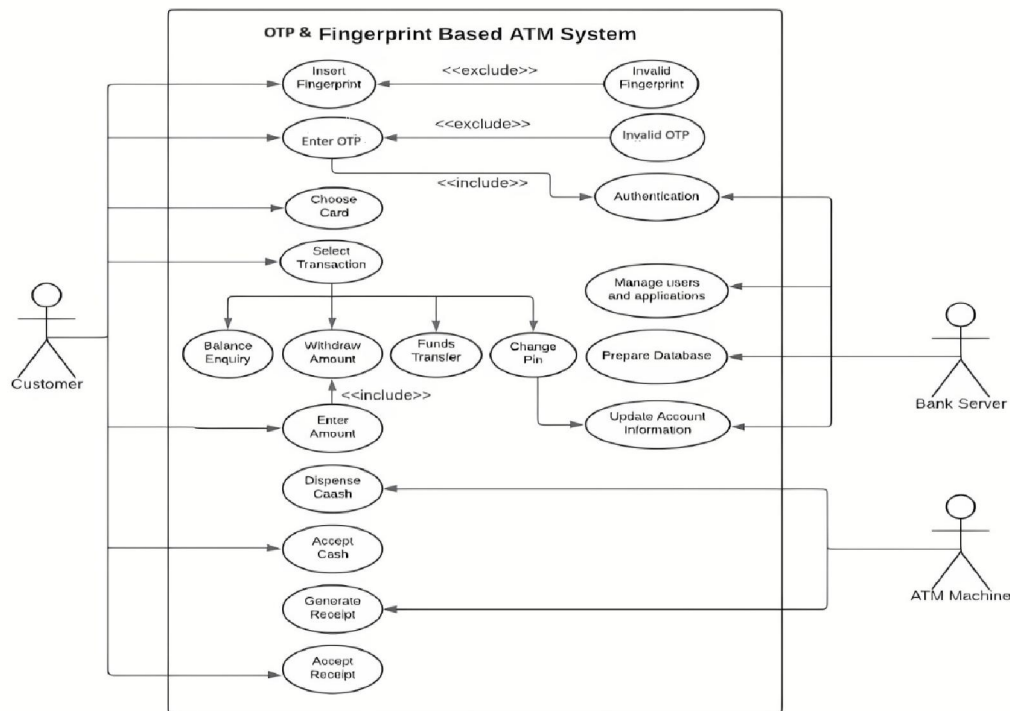 OTP & Fingerprint Based ATM System
Insert
Fingerprint
<<exclude>>
Invalid
Fingerprint
Enter OTP
<<exclude>>
Invalid OTP
<<include>>
Authentication
Choose
Card
Select
Transaction
Manage users
and applications
Balance
Enquiry
Withdraw
Amount
Funds
Transfer
Change
Pin
Prepare Database
Customer
Bank Server
<<include>>
Enter
Amount
Update Account
Information
Dispense
Caash
Accept
Cash
ATM Machine
Generate
Receipt
Accept
Receipt